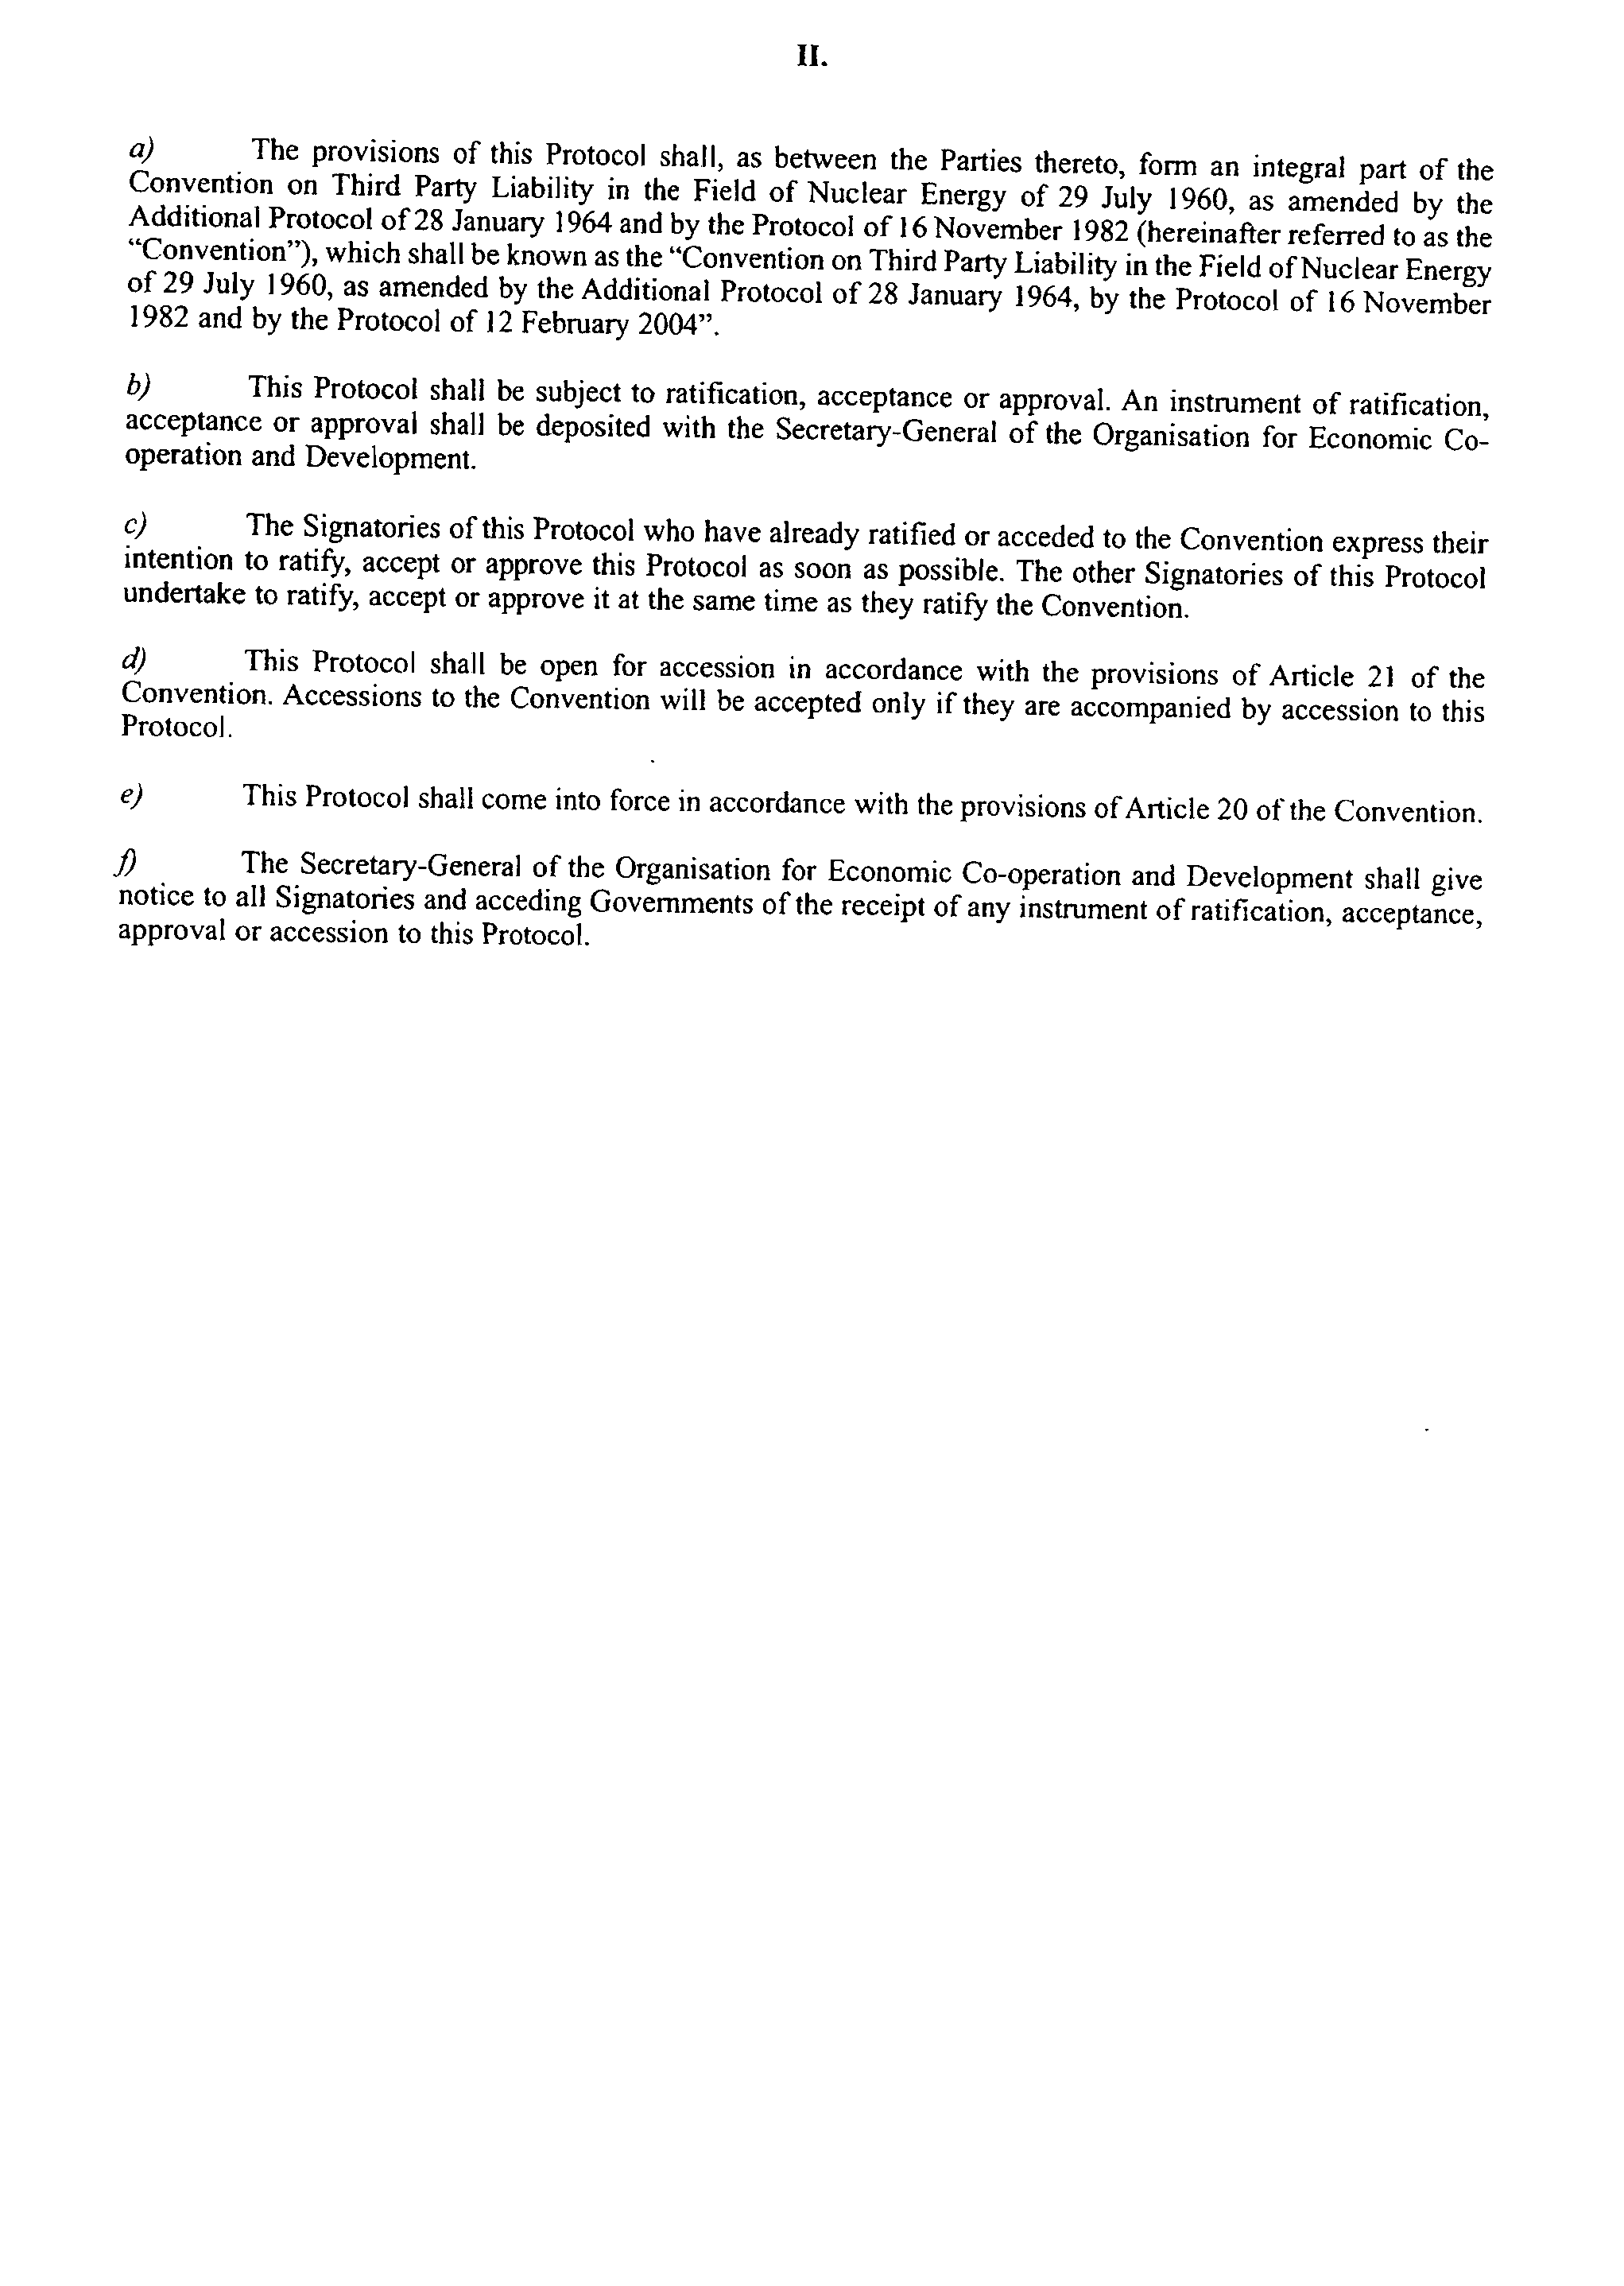 II.
a) The provisions of this Protocol shall, as between the Parties thereto, form an integral part of the
Convention on Third Party Liability in the Field of Nuclear Energy of 29 July 1960, as amended by the
Additional Protocol of 28 January 1964 and by the Protocol of 16 November 1982 (hereinafter referred to as the
“Convention”), which shall be known as the “Convention on Third Party Liability in the Field of Nuclear Energy
of 29 July 1960, as amended by the Additional Protocol of 28 January 1964, by the Protocol of 16 November
1982 and by the Protocol of 12 February 2004”.
b) This Protocol shall be subject to ratification, acceptance or approval. An instrument of ratification,
acceptance or approval shall be deposited with the Secretary-General of the Organisation for Economic Co-
operation and Development.
c) The Signatories of this Protocol who have already ratified or acceded to the Convention express their
intention to ratify, accept or approve this Protocol as soon as possible. The other Signatories of this Protocol
undertake to ratify, accept or approve it at the same time as they ratify the Convention.
d) This Protocol shall be open for accession in accordance with the provisions of Article 21 of the
Convention. Accessions to the Convention will be accepted only if they are accompanied by accession to this
Protocol.
e) This Protocol shall come into force in accordance with the provisions of Article 20 of the Convention.
f) The Secretary-General of the Organisation for Economic Co-operation and Development shall give
notice to all Signatories and acceding Governments of the receipt of any instrument of ratification, acceptance,
approval or accession to this Protocol.